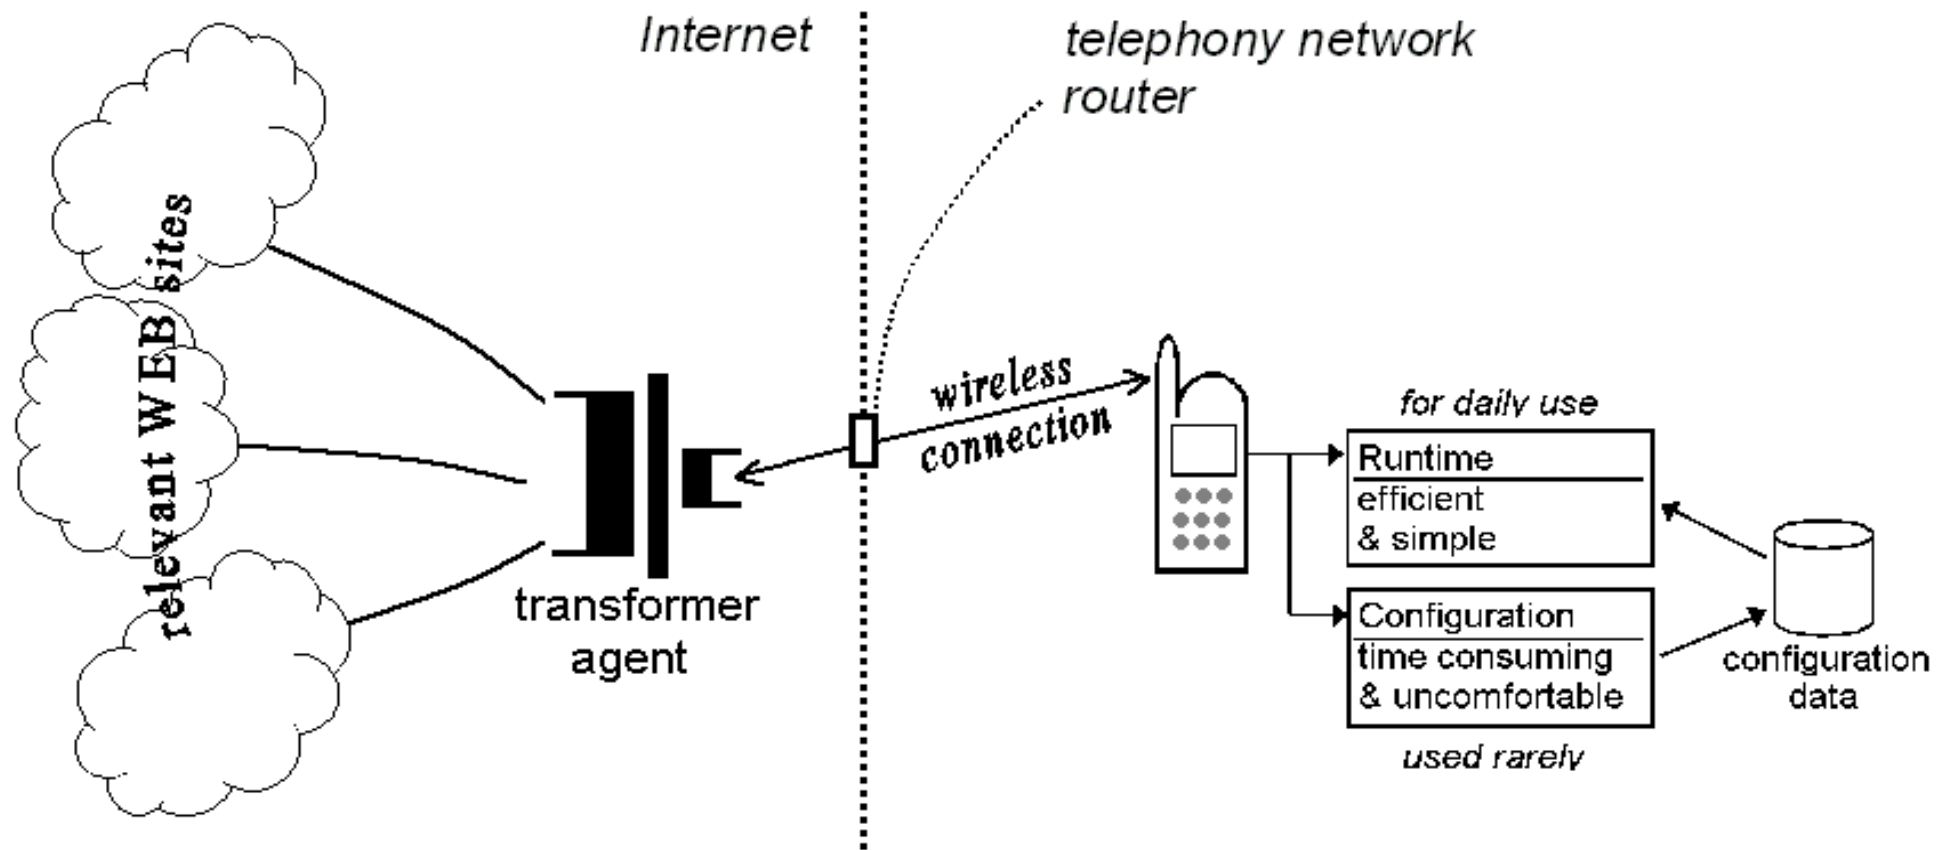 Internet
telephony network
router
relevant WEB sites
wireless
connection
transformer
agent
for daily use
Runtime
efficient
& simple
Configuration
time consuming
& uncomfortable
used rarely
configuration
data